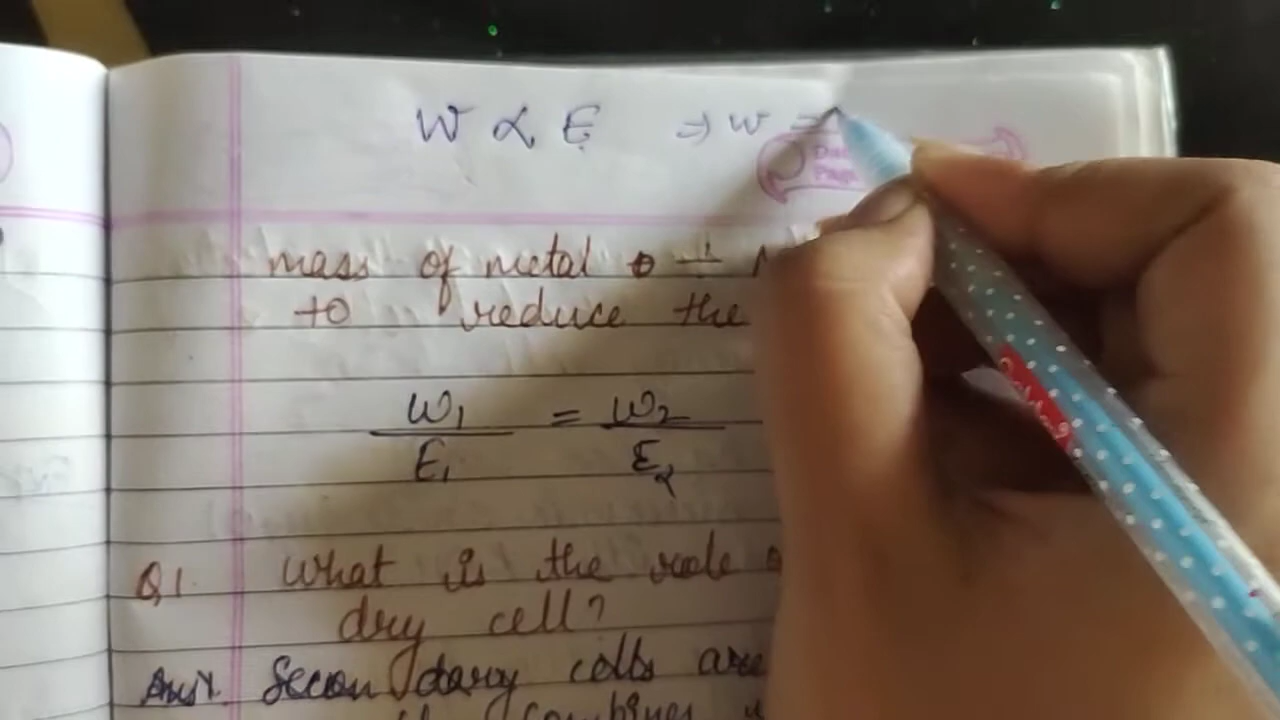 W ∝ E ⇒ w =
mass of metal ÷
to reduce the
W1 = W2
E1 E2
Q1. What is the role
dry cell?
Ans. Secondary cells are
combines